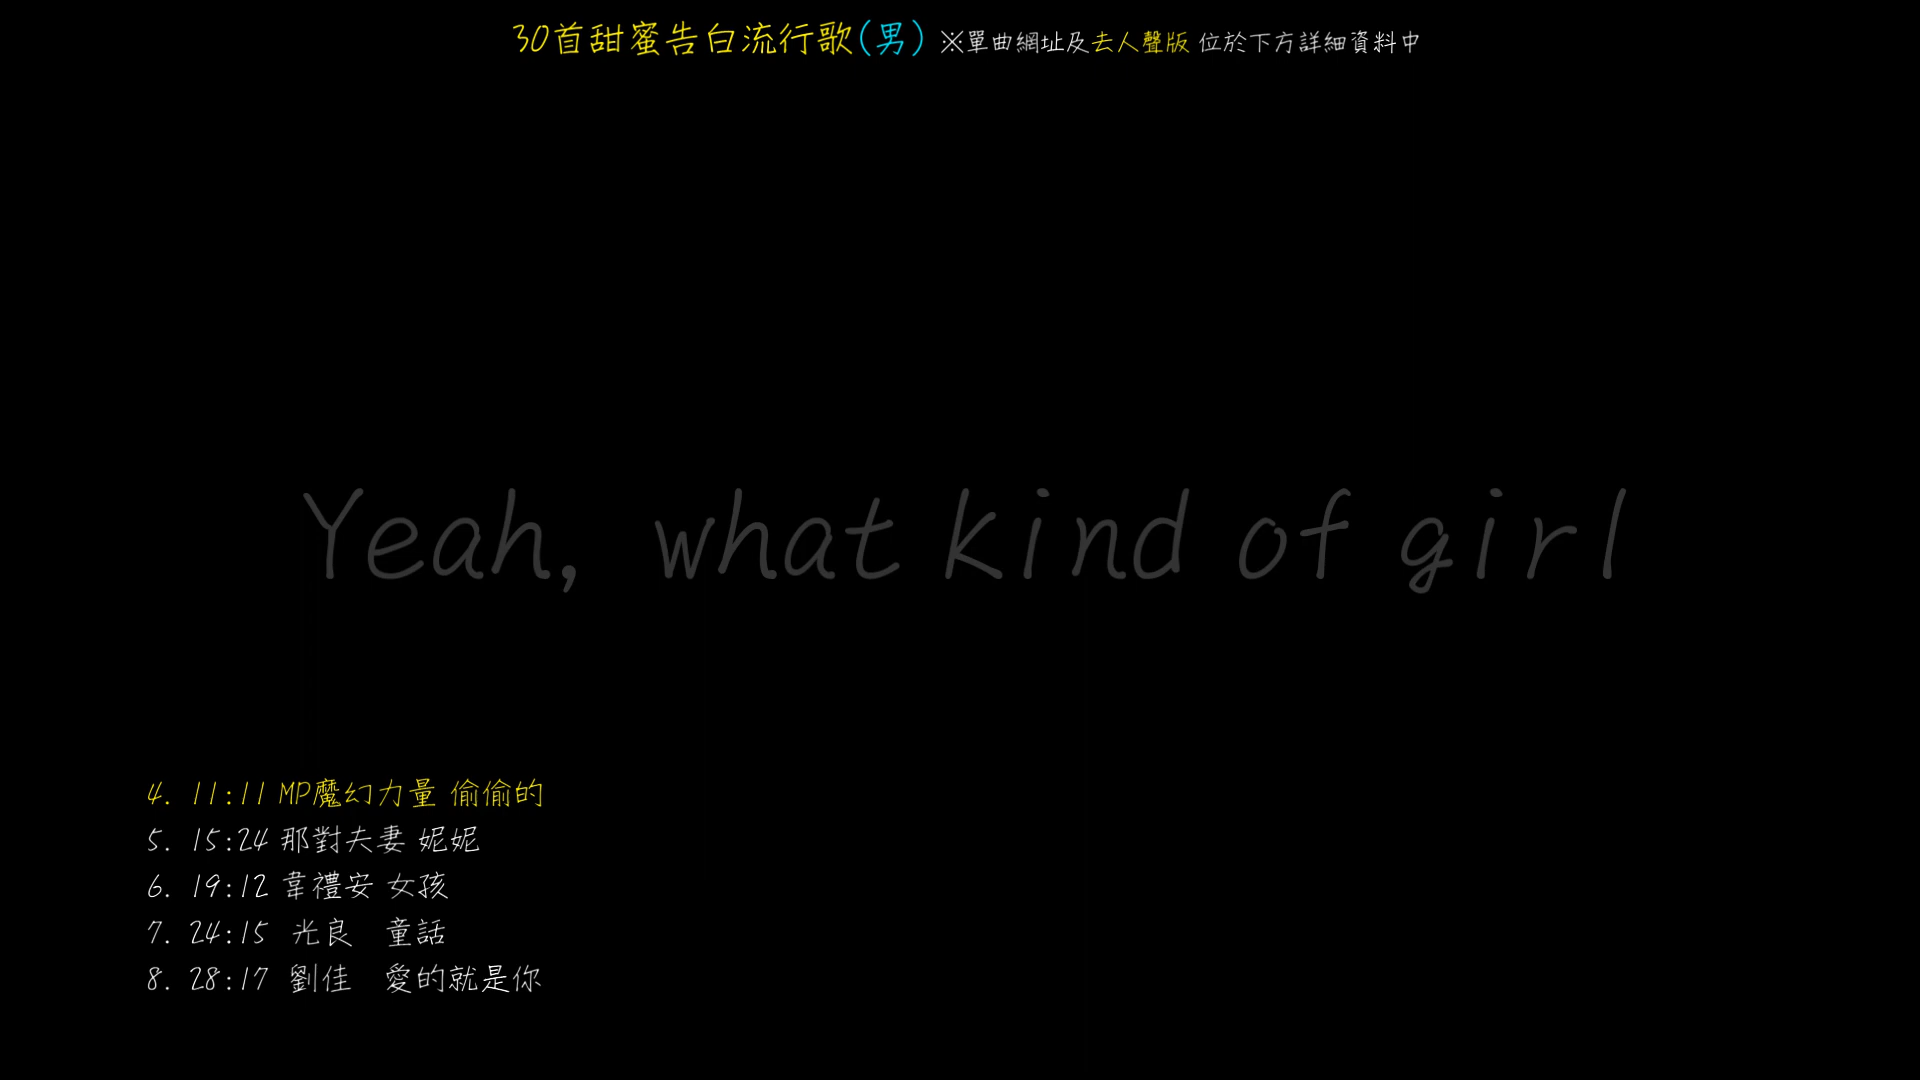 30首甜蜜告白流行歌(男) ※單曲網址及去人聲版 位於下方詳細資料中
Yeah, what kind of girl
4. 11:11 MP魔幻力量 偷偷的
5. 15:24 那對夫妻 妮妮
6. 19:12 韋禮安 女孩
7. 24:15 光良 童話
8. 28:17 劉佳 愛的就是你